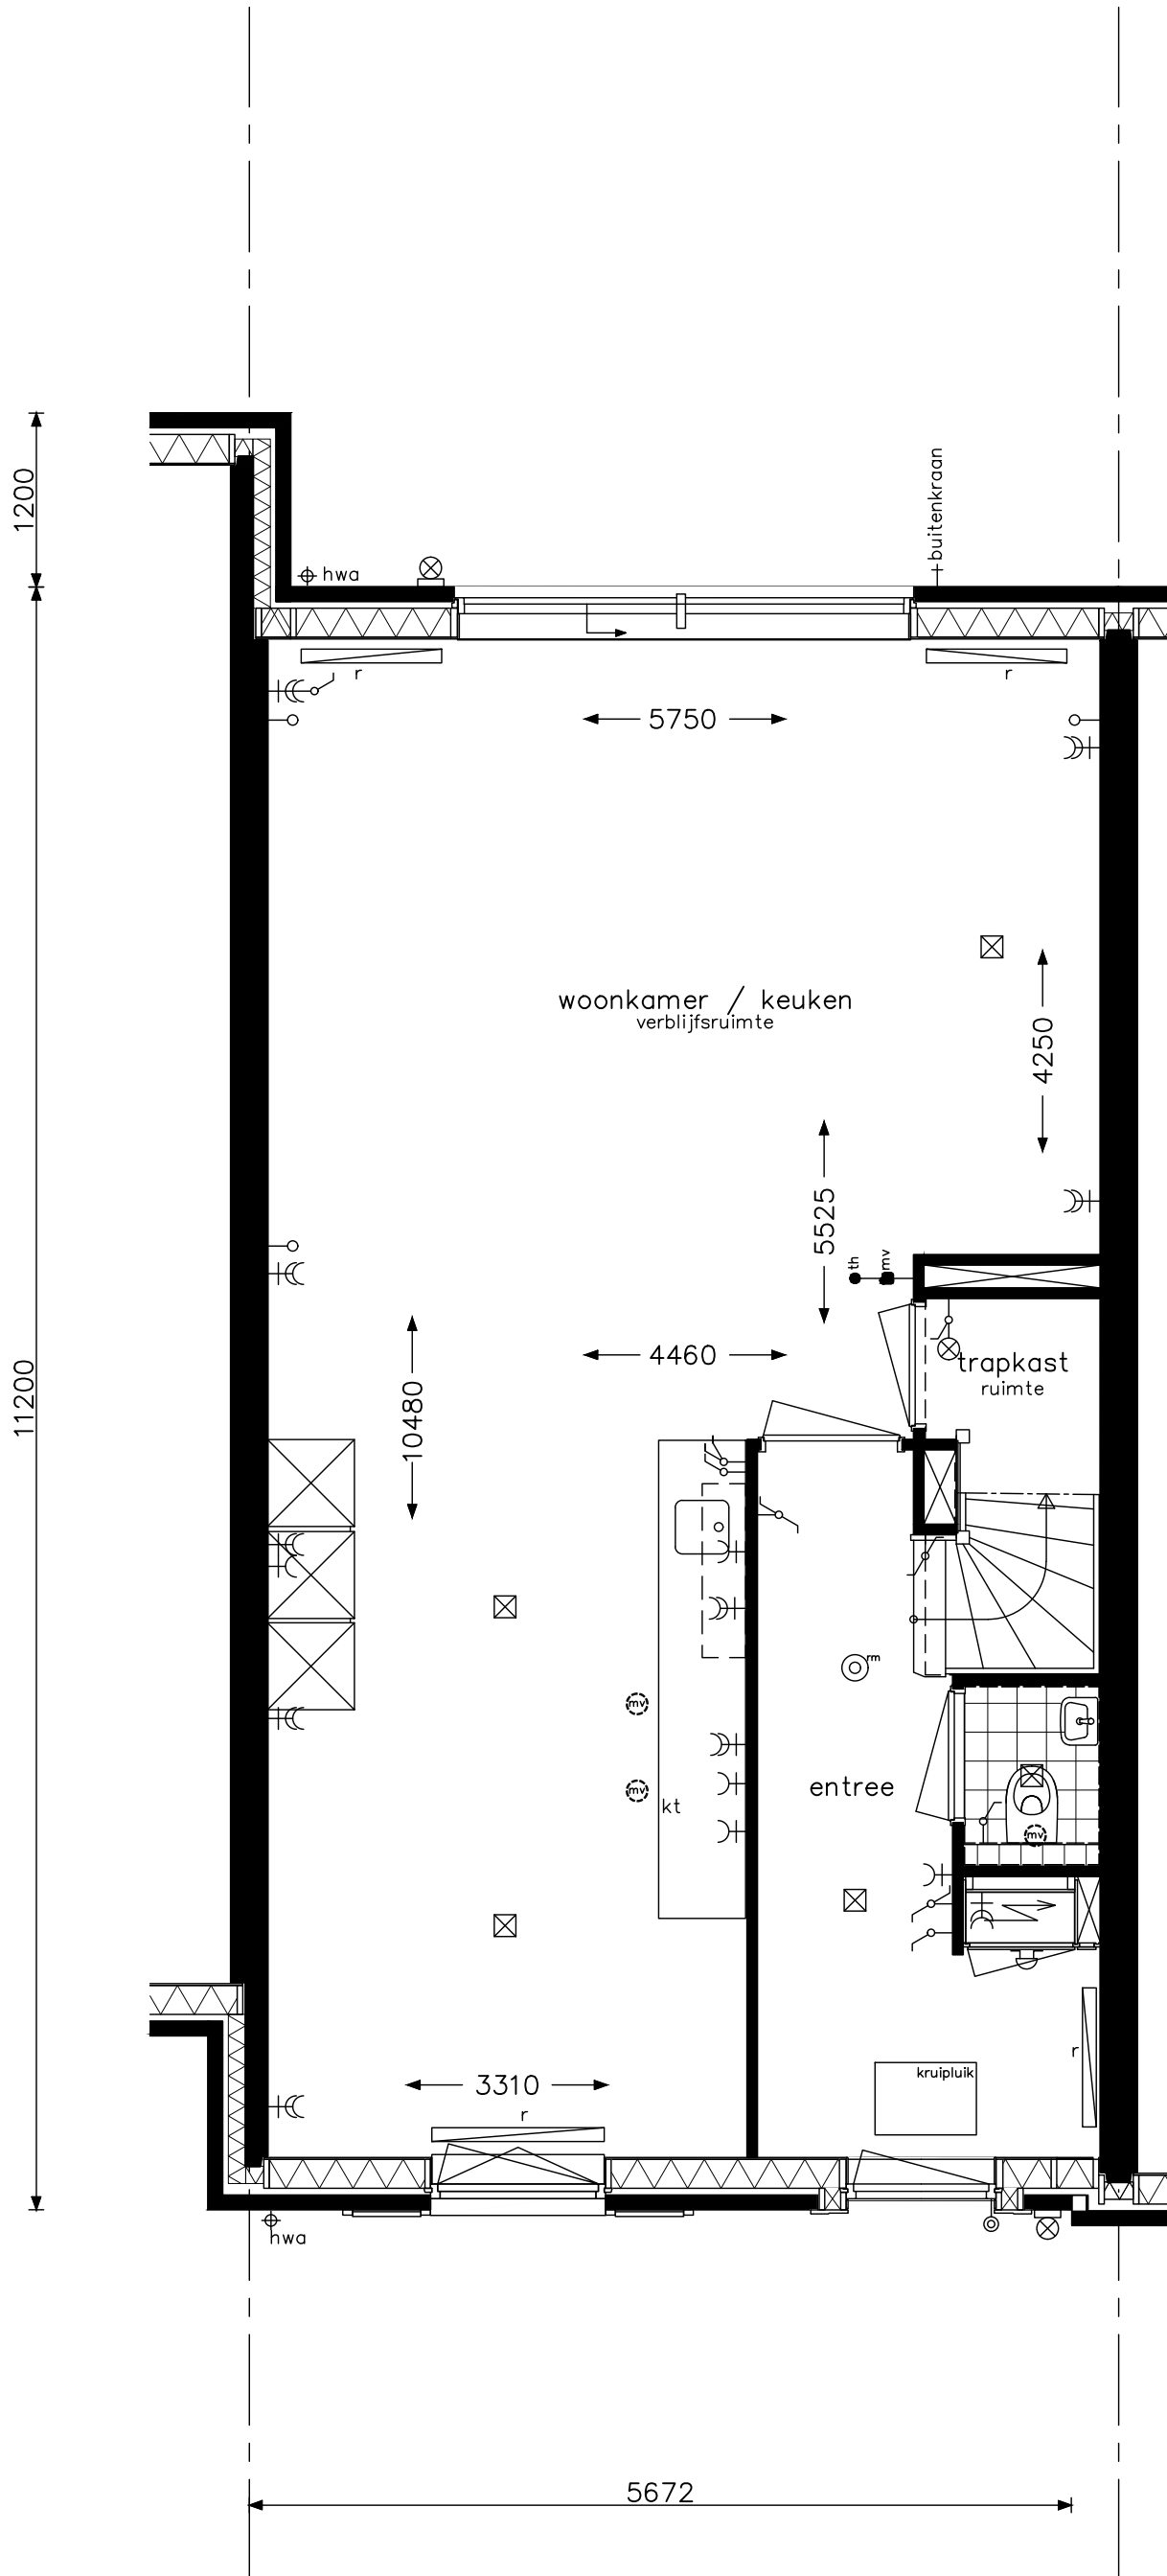 1200
buitenkraan
hwa
r
r
5750
woonkamer / keuken
verblijfsruimte
4250
5525
th
mv
11200
4460
trapkast
ruimte
10480
rm
mv
entree
mv
kt
mv
r
kruipluik
3310
r
hwa
5672